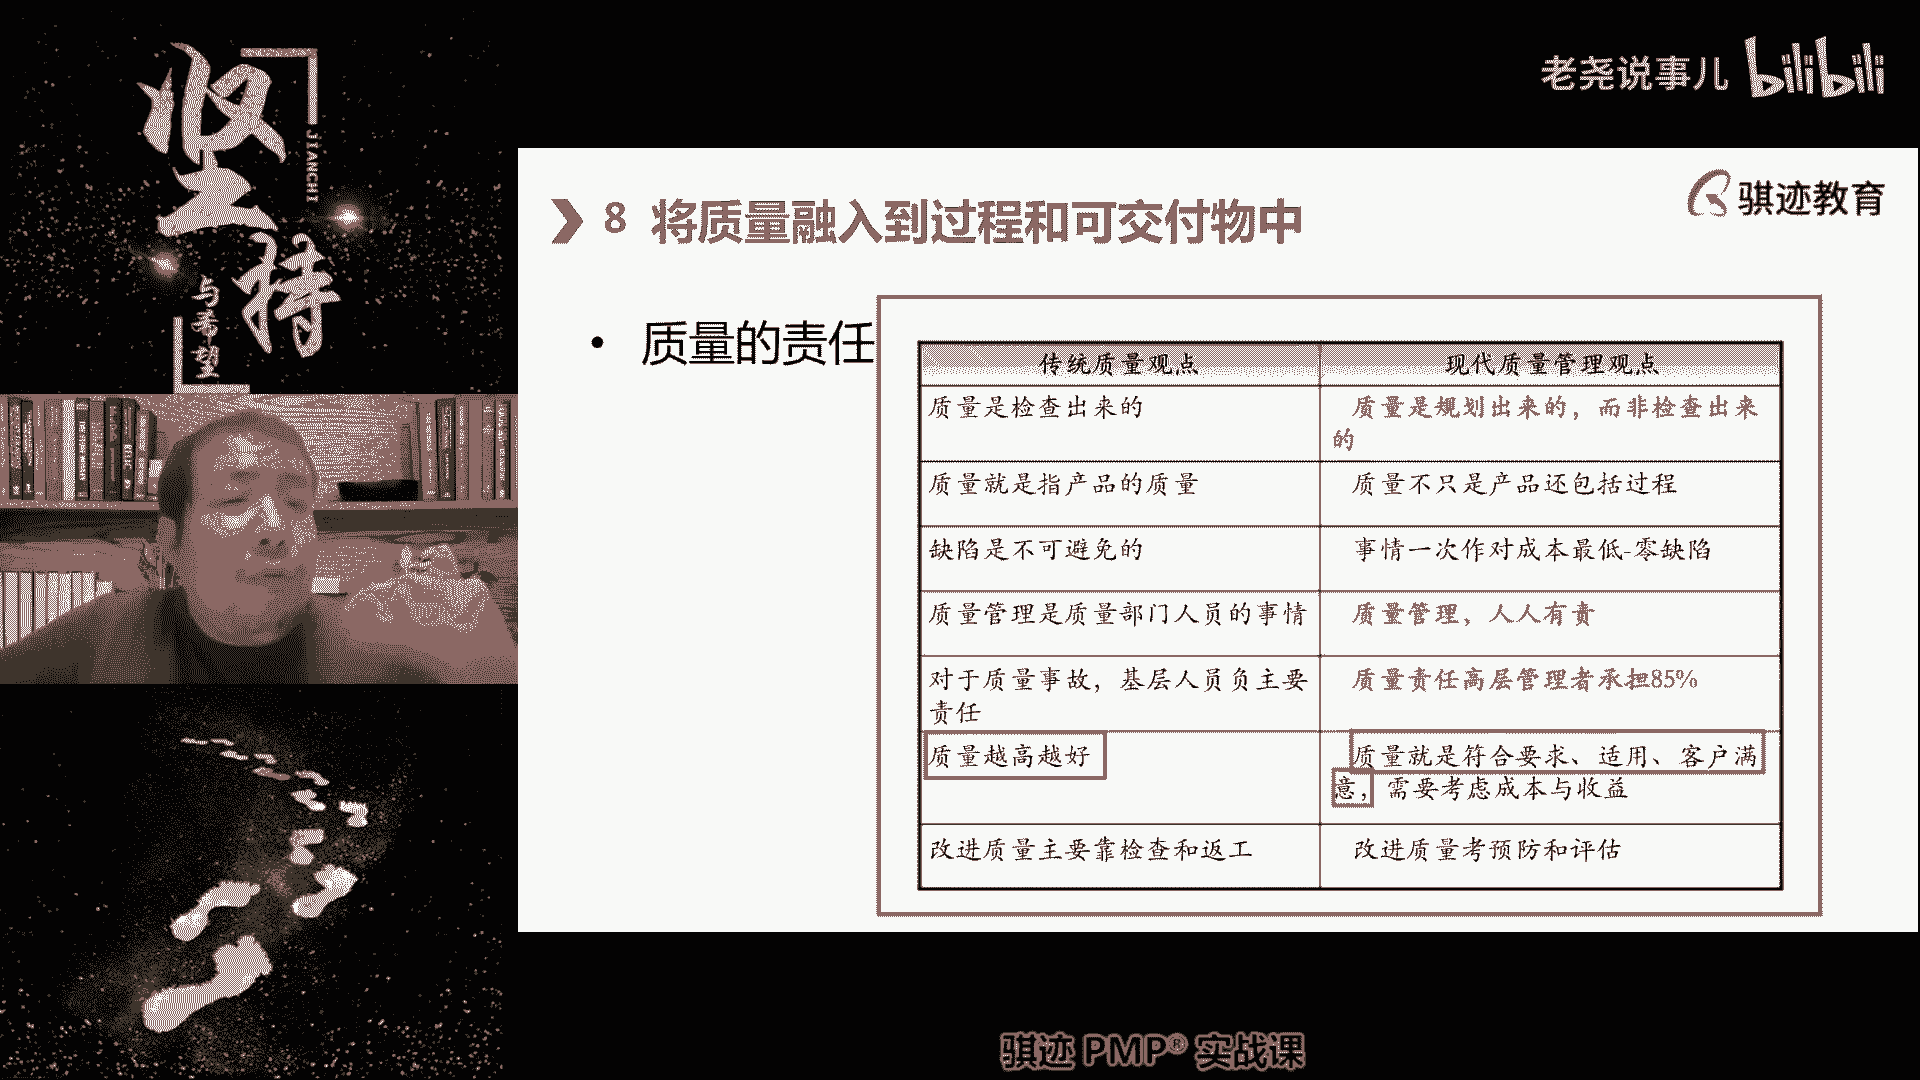 坚持
JIANCHI
与希望
老尧说事儿 bilibili
骐迹教育
8 将质量融入到过程和可交付物中
• 质量的责任
传统质量观点
现代质量管理观点
质量是检查出来的
质量是规划出来的，而非检查出来
的
质量就是指产品的质量
质量不只是产品还包括过程
缺陷是不可避免的
事情一次作对成本最低-零缺陷
质量管理是质量部门人员的事情
质量管理，人人有责
对于质量事故，基层人员负主要
责任
质量责任高层管理者承担85%
质量越高越好
质量就是符合要求、适用、客户满
意，需要考虑成本与收益
改进质量主要靠检查和返工
改进质量考预防和评估
骐迹 PMP® 实战课